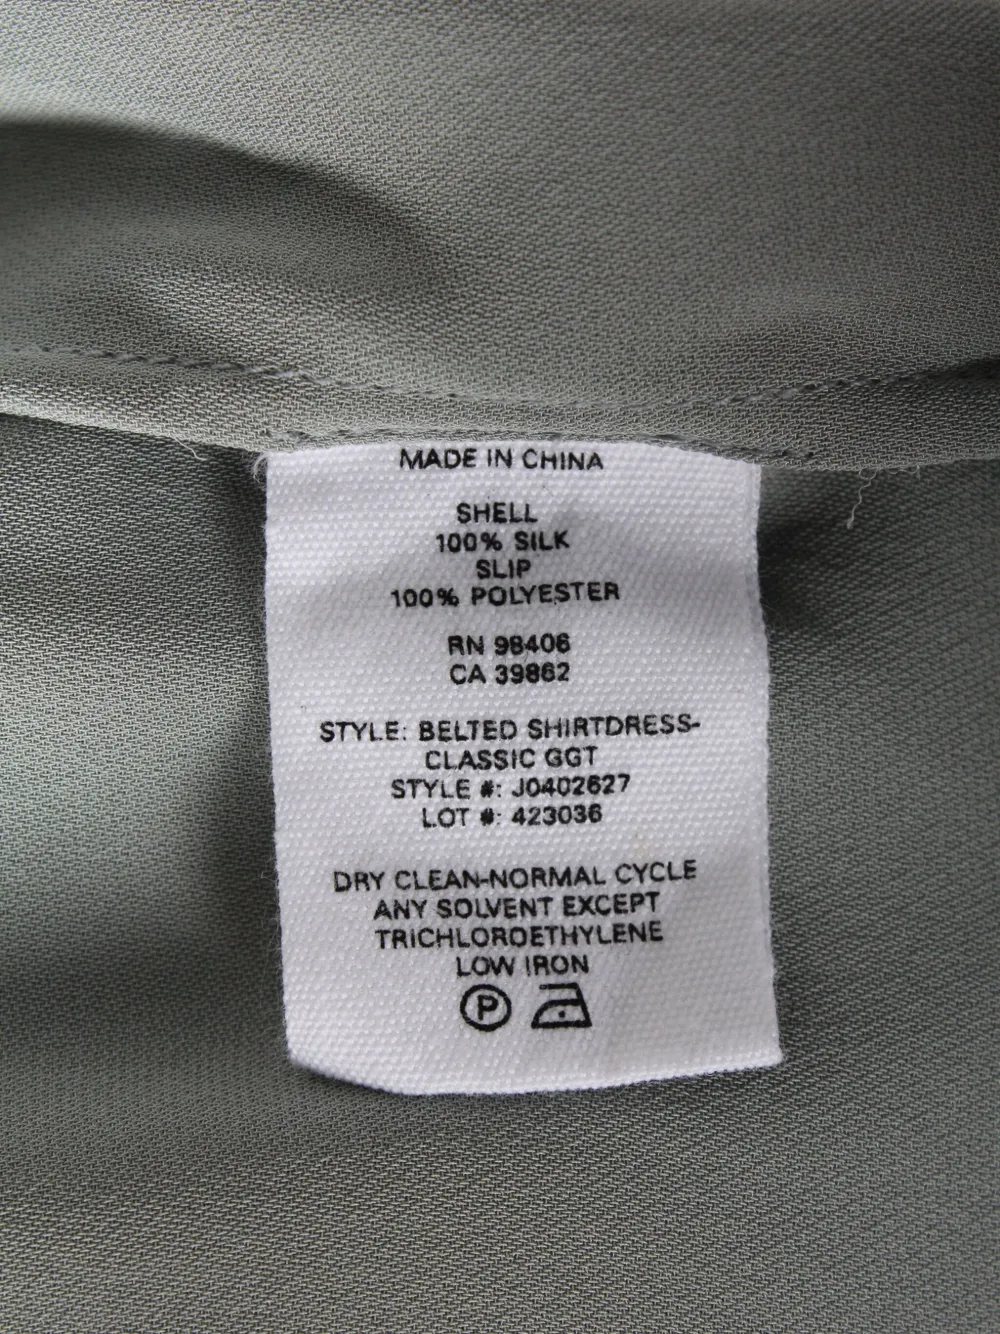 MADE IN CHINA
SHELL
100% SILK
SLIP
100% POLYESTER
RN 98406
CA 39862
STYLE: BELTED SHIRTDRESS-
CLASSIC GGT
STYLE #: J0402627
LOT #: 423036
DRY CLEAN-NORMAL CYCLE
ANY SOLVENT EXCEPT
TRICHLOROETHYLENE
LOW IRON
P